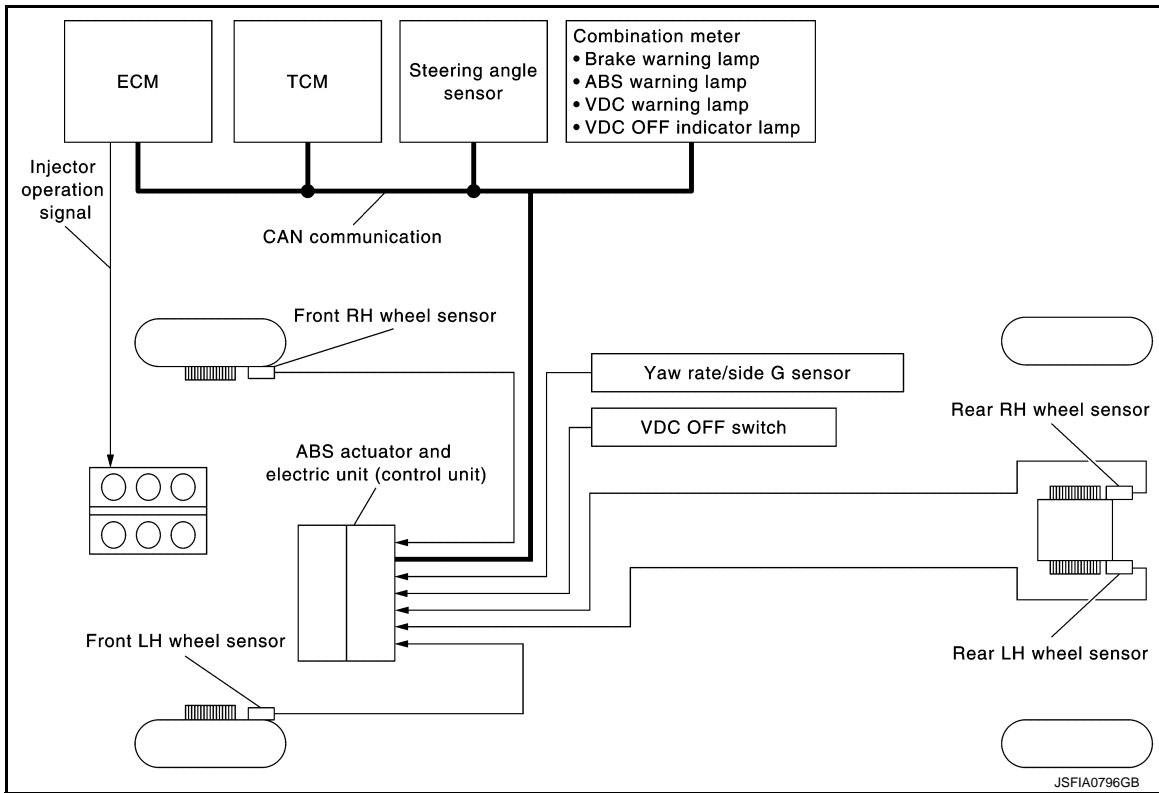 ECM
TCM
Steering angle
sensor
Combination meter
• Brake warning lamp
• ABS warning lamp
• VDC warning lamp
• VDC OFF indicator lamp
Injector
operation
signal
CAN communication
Front RH wheel sensor
Yaw rate/side G sensor
VDC OFF switch
Rear RH wheel sensor
ABS actuator and
electric unit (control unit)
Front LH wheel sensor
Rear LH wheel sensor
JSFIA0796GB